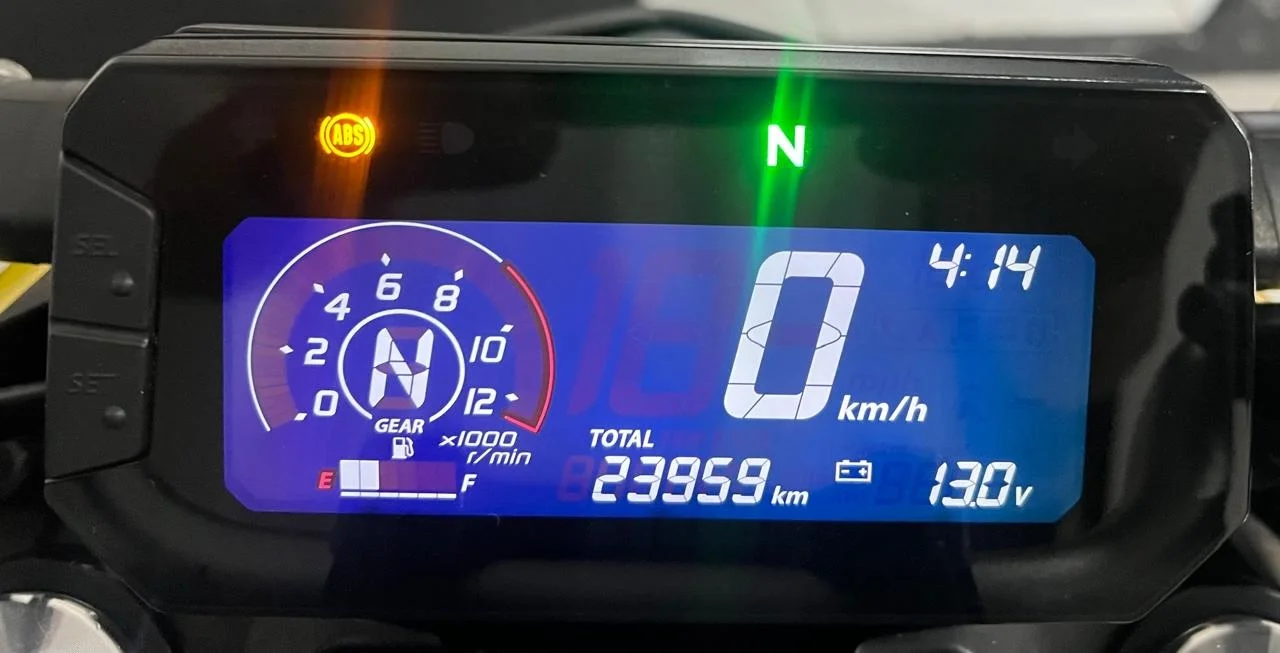 ABS
N
SEL
SET
4:14
0 km/h
0
2
4
6
8
10
12
N
GEAR
x1000
r/min
E F
TOTAL
23959 km
13.0 V